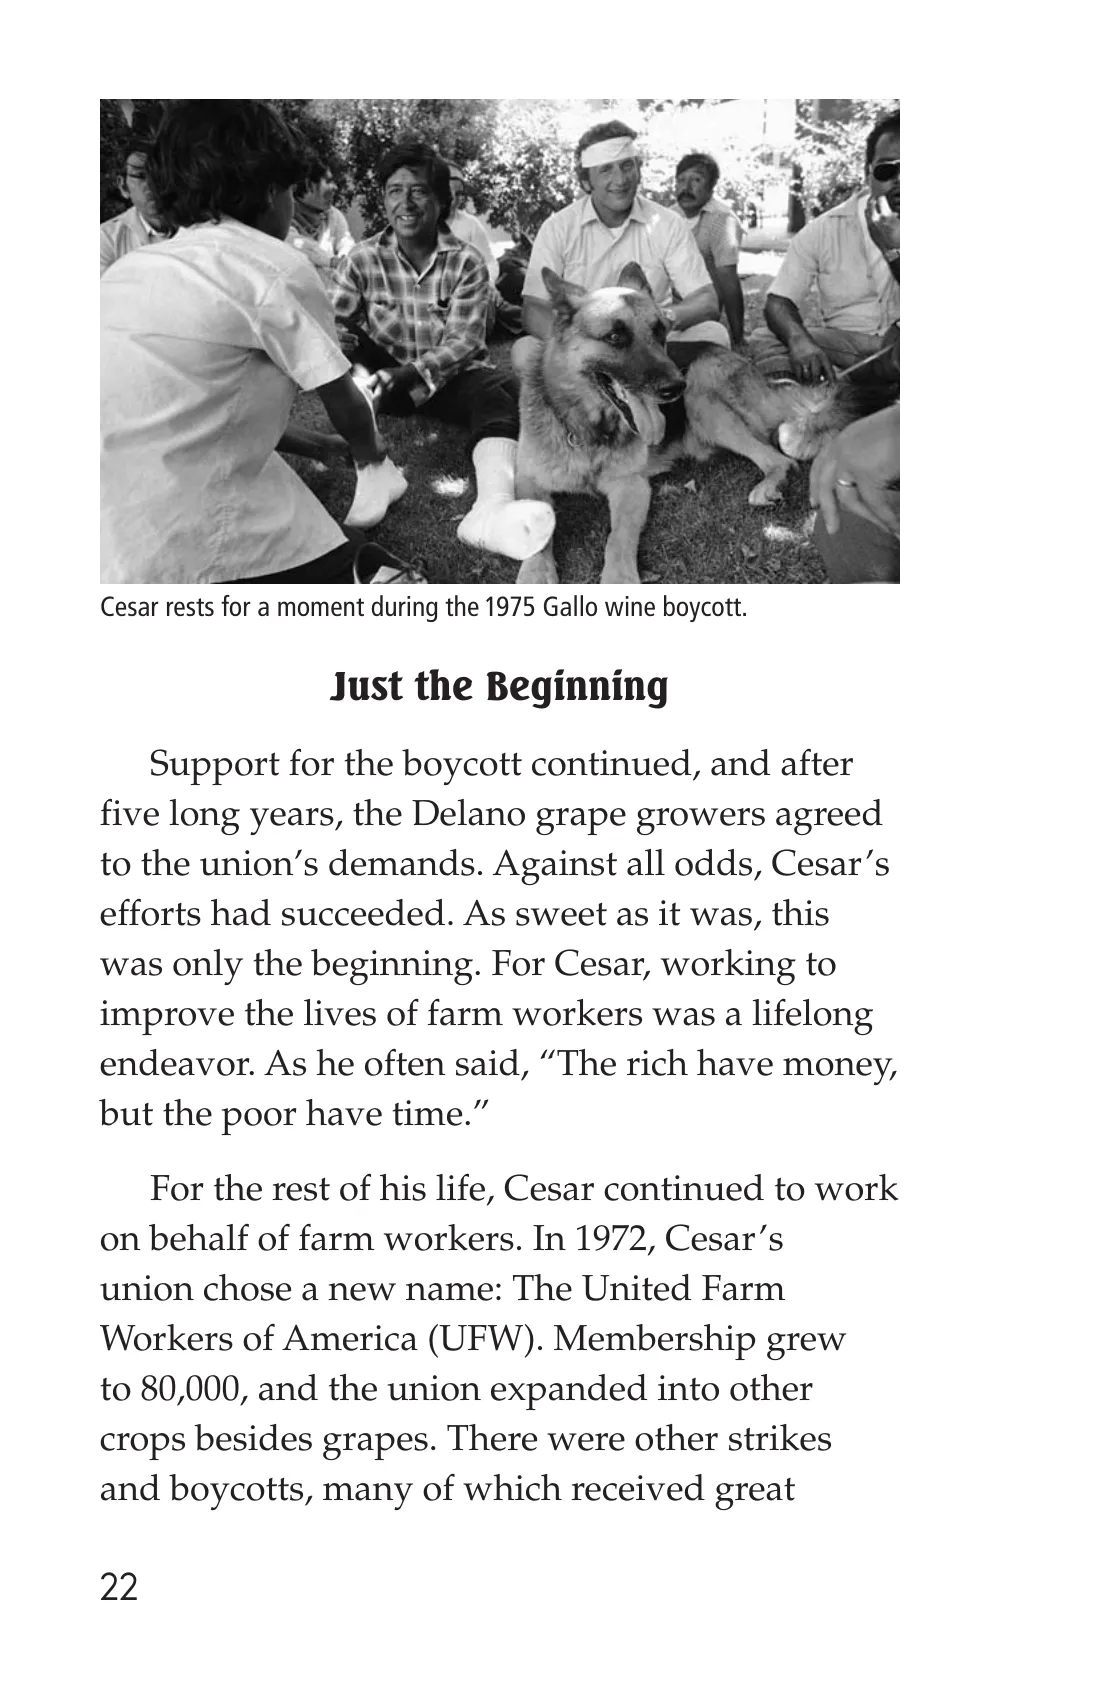 Cesar rests for a moment during the 1975 Gallo wine boycott.
Just the Beginning
Support for the boycott continued, and after
five long years, the Delano grape growers agreed
to the union’s demands. Against all odds, Cesar’s
efforts had succeeded. As sweet as it was, this
was only the beginning. For Cesar, working to
improve the lives of farm workers was a lifelong
endeavor. As he often said, “The rich have money,
but the poor have time.”
For the rest of his life, Cesar continued to work
on behalf of farm workers. In 1972, Cesar’s
union chose a new name: The United Farm
Workers of America (UFW). Membership grew
to 80,000, and the union expanded into other
crops besides grapes. There were other strikes
and boycotts, many of which received great
22